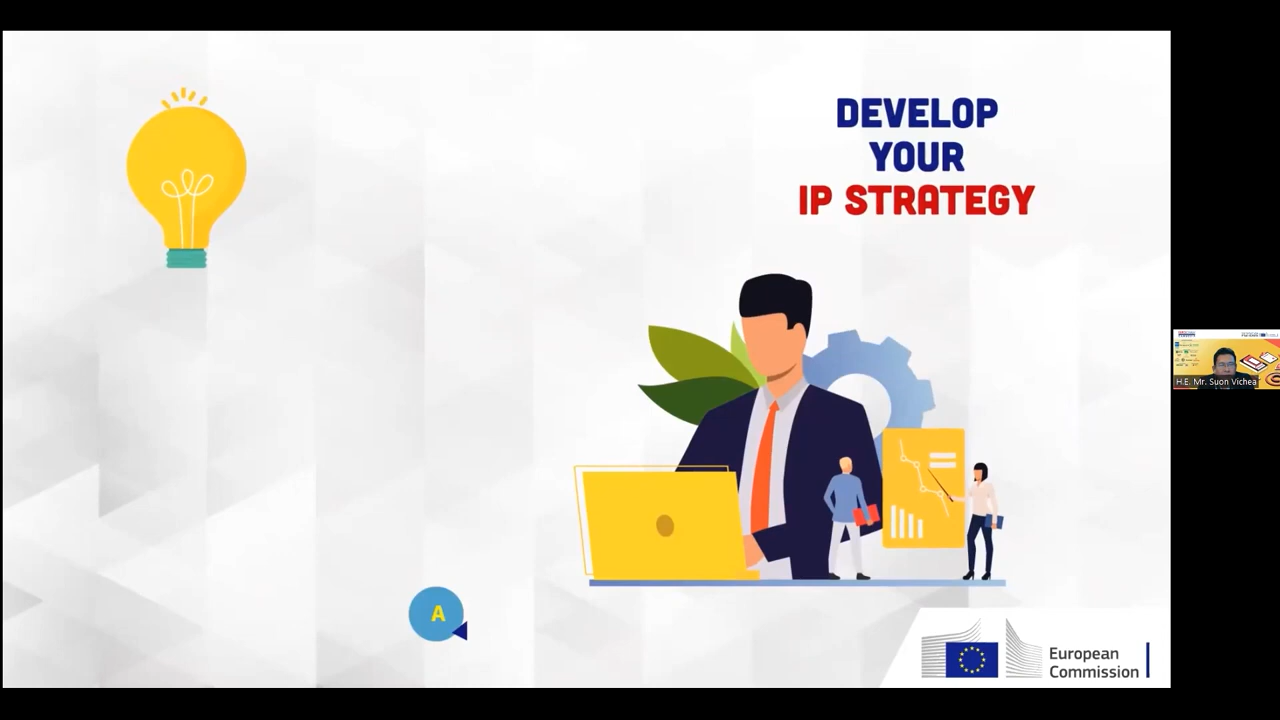 DEVELOP
YOUR
IP STRATEGY
H.E. Mr. Suon Vichea
A
European
Commission